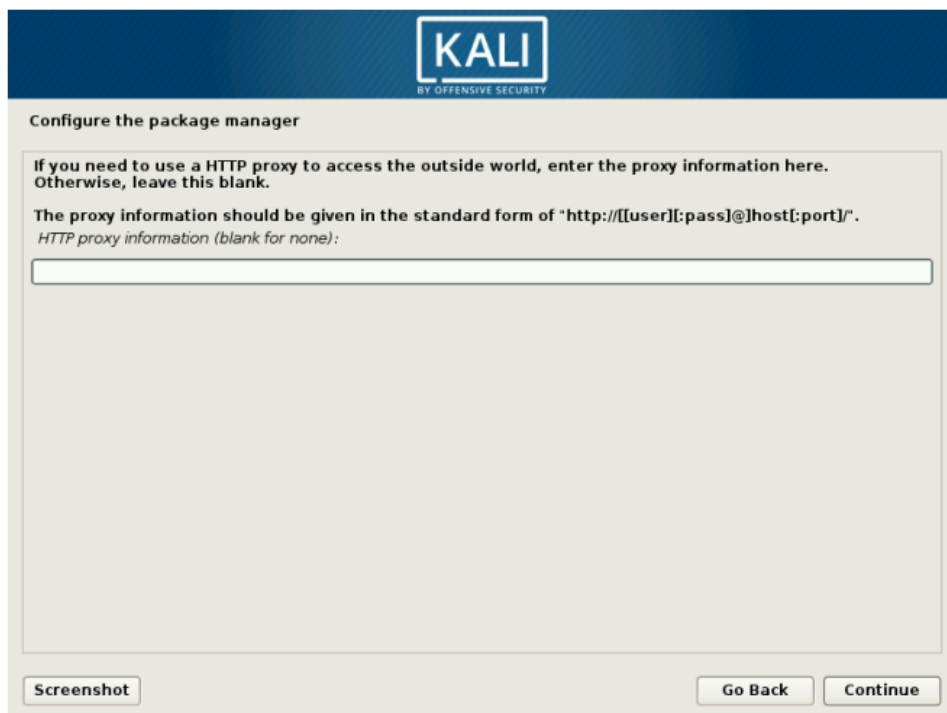 KALI
BY OFFENSIVE SECURITY
Configure the package manager
If you need to use a HTTP proxy to access the outside world, enter the proxy information here.
Otherwise, leave this blank.
The proxy information should be given in the standard form of "http://[[user][:pass]@]host[:port]/".
HTTP proxy information (blank for none):
Screenshot
Go Back
Continue